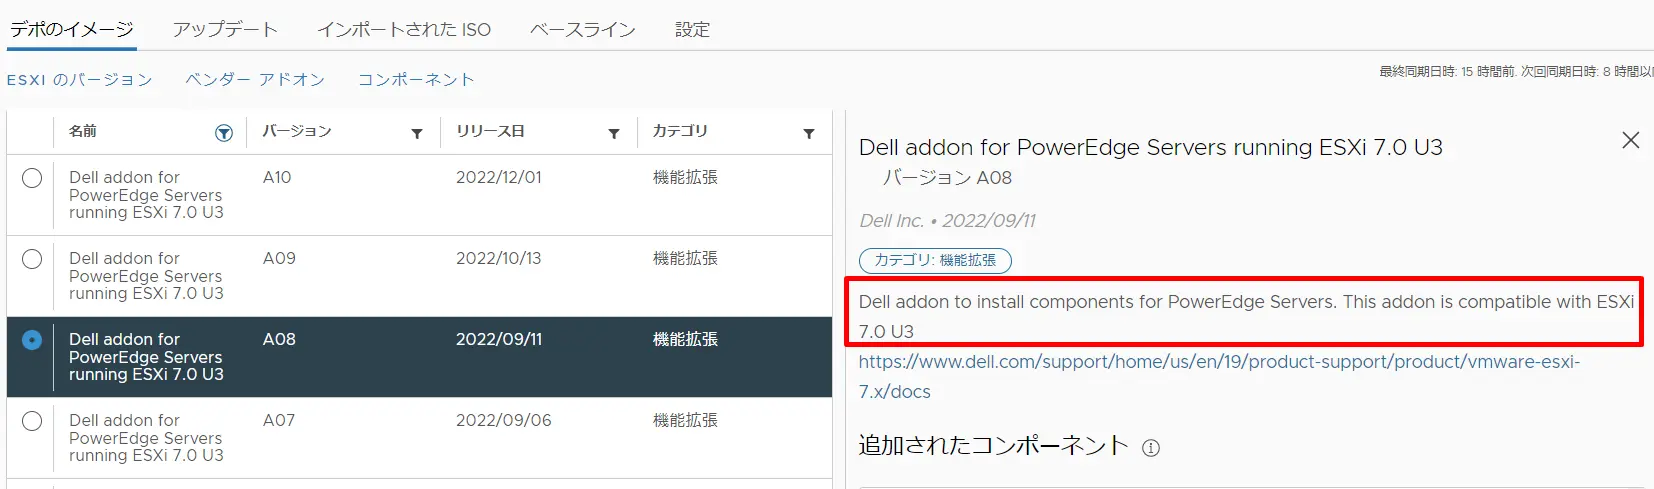 デポのイメージ アップデート インポートされた ISO ベースライン 設定
ESXI のバージョン ベンダー アドオン コンポーネント
最終同期日時: 15 時間前. 次回同期日時: 8 時間以
名前 バージョン リリース日 カテゴリ
Dell addon for PowerEdge Servers running ESXi 7.0 U3 A10 2022/12/01 機能拡張
Dell addon for PowerEdge Servers running ESXi 7.0 U3 A09 2022/10/13 機能拡張
Dell addon for PowerEdge Servers running ESXi 7.0 U3 A08 2022/09/11 機能拡張
Dell addon for PowerEdge Servers running ESXi 7.0 U3 A07 2022/09/06 機能拡張
Dell addon for PowerEdge Servers running ESXi 7.0 U3
バージョン A08
Dell Inc. • 2022/09/11
カテゴリ: 機能拡張
Dell addon to install components for PowerEdge Servers. This addon is compatible with ESXi
7.0 U3
https://www.dell.com/support/home/us/en/19/product-support/product/vmware-esxi-
7.x/docs
追加されたコンポーネント